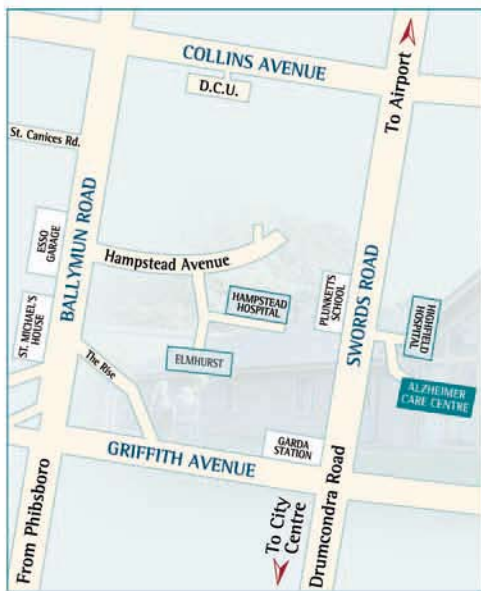 COLLINS AVENUE
D.C.U.
To Airport
St. Canices Rd.
BALLYMUN ROAD
ESSO
GARAGE
Hampstead Avenue
HAMPSTEAD
HOSPITAL
PLUNKETT'S
SCHOOL
SWORDS ROAD
HIGHFIELD
HOSPITAL
ST. MICHAEL'S
HOUSE
The Rise
ELMHURST
ALZHEIMER
CARE CENTRE
GARDA
STATION
GRIFFITH AVENUE
From Phibsboro
To City
Centre
Drumcondra Road